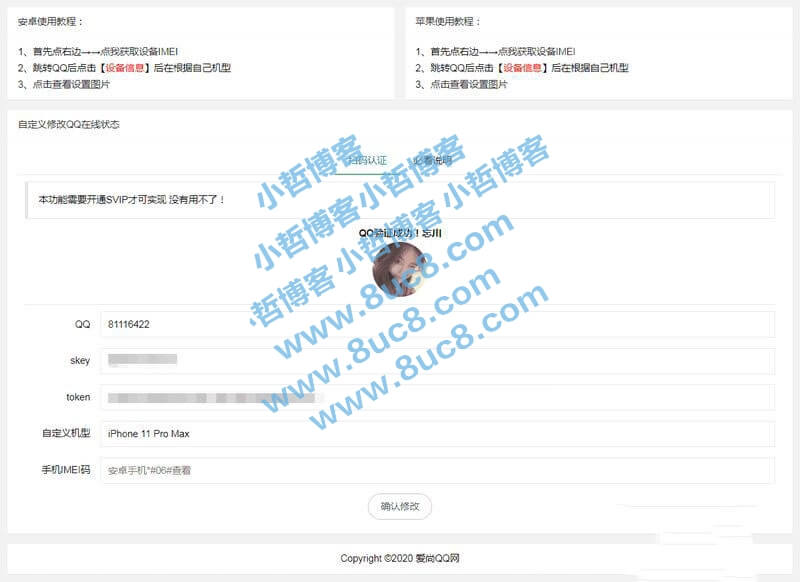 安卓使用教程：
1、首先点右边→→点我获取设备IMEI
2、跳转QQ后点击【设备信息】后在根据自己机型
3、点击查看设置图片
苹果使用教程：
1、首先点右边→→点我获取设备IMEI
2、跳转QQ后点击【设备信息】后在根据自己机型
3、点击查看设置图片
自定义修改QQ在线状态
扫码认证 必看说明
本功能需要开通SVIP才可实现 没有用不了！
QQ验证成功！忘川
QQ 81116422
skey
token
自定义机型 iPhone 11 Pro Max
手机IMEI码 安卓手机*#06#查看
确认修改
Copyright ©2020 爱尚QQ网
小哲博客 小哲博客
小哲博客 小哲博客
小哲博客 小哲博客
www.8uc8.com
www.8uc8.com
www.8uc8.com